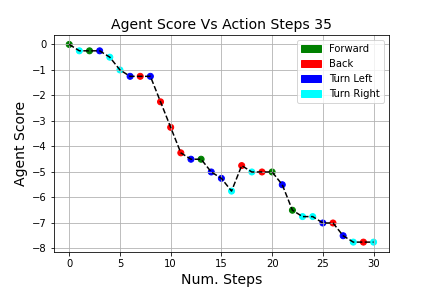 Agent Score Vs Action Steps 35
Forward
Back
Turn Left
Turn Right
Agent Score
0
−1
−2
−3
−4
−5
−6
−7
−8
0 5 10 15 20 25 30
Num. Steps